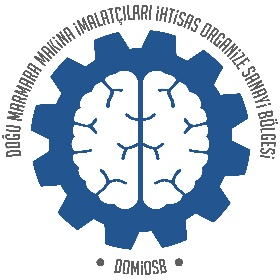 DOĞU MARMARA MAKİNA İMALATÇILARI İHTİSAS ORGANİZE SANAYİ BÖLGESİ
• DOMİOSB •